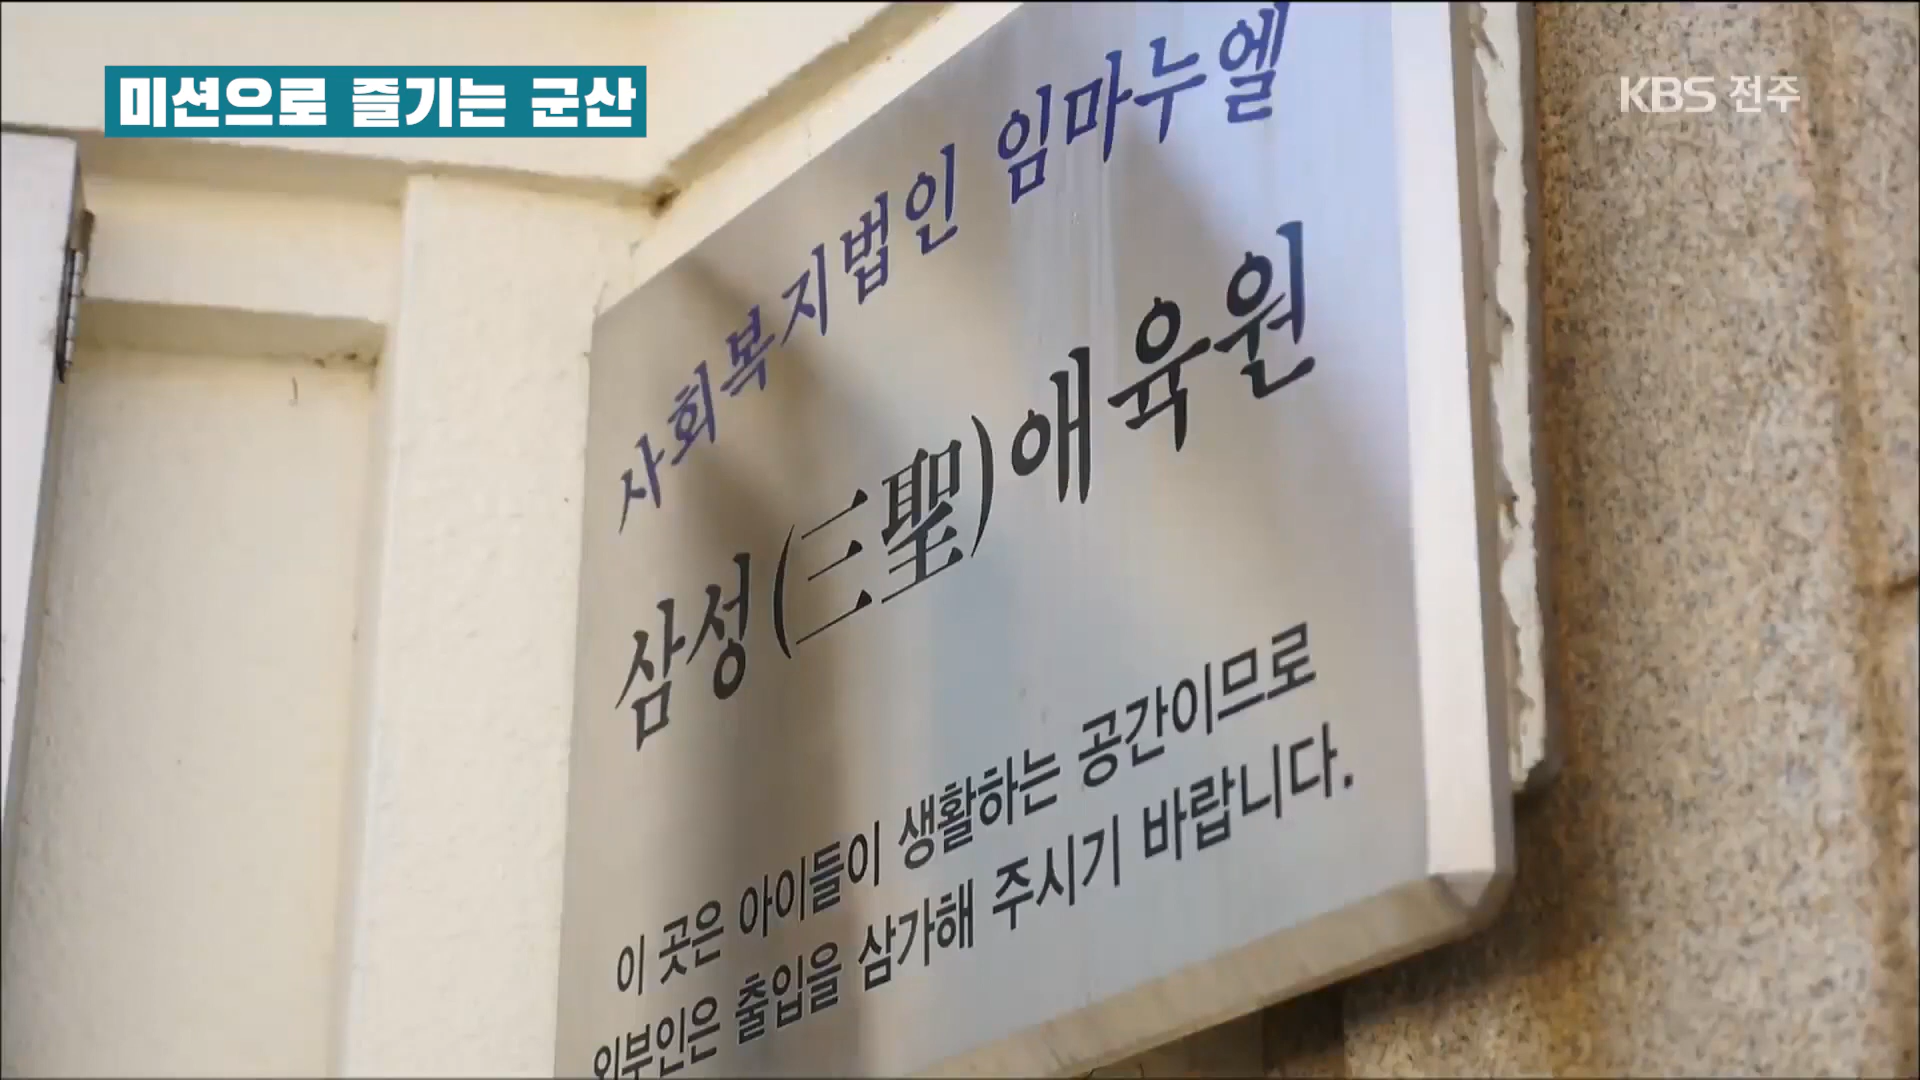 미션으로 즐기는 군산
KBS 전주
사회복지법인 임마누엘
삼성(三聖)애육원
이 곳은 아이들이 생활하는 공간이므로
외부인은 출입을 삼가해 주시기 바랍니다.